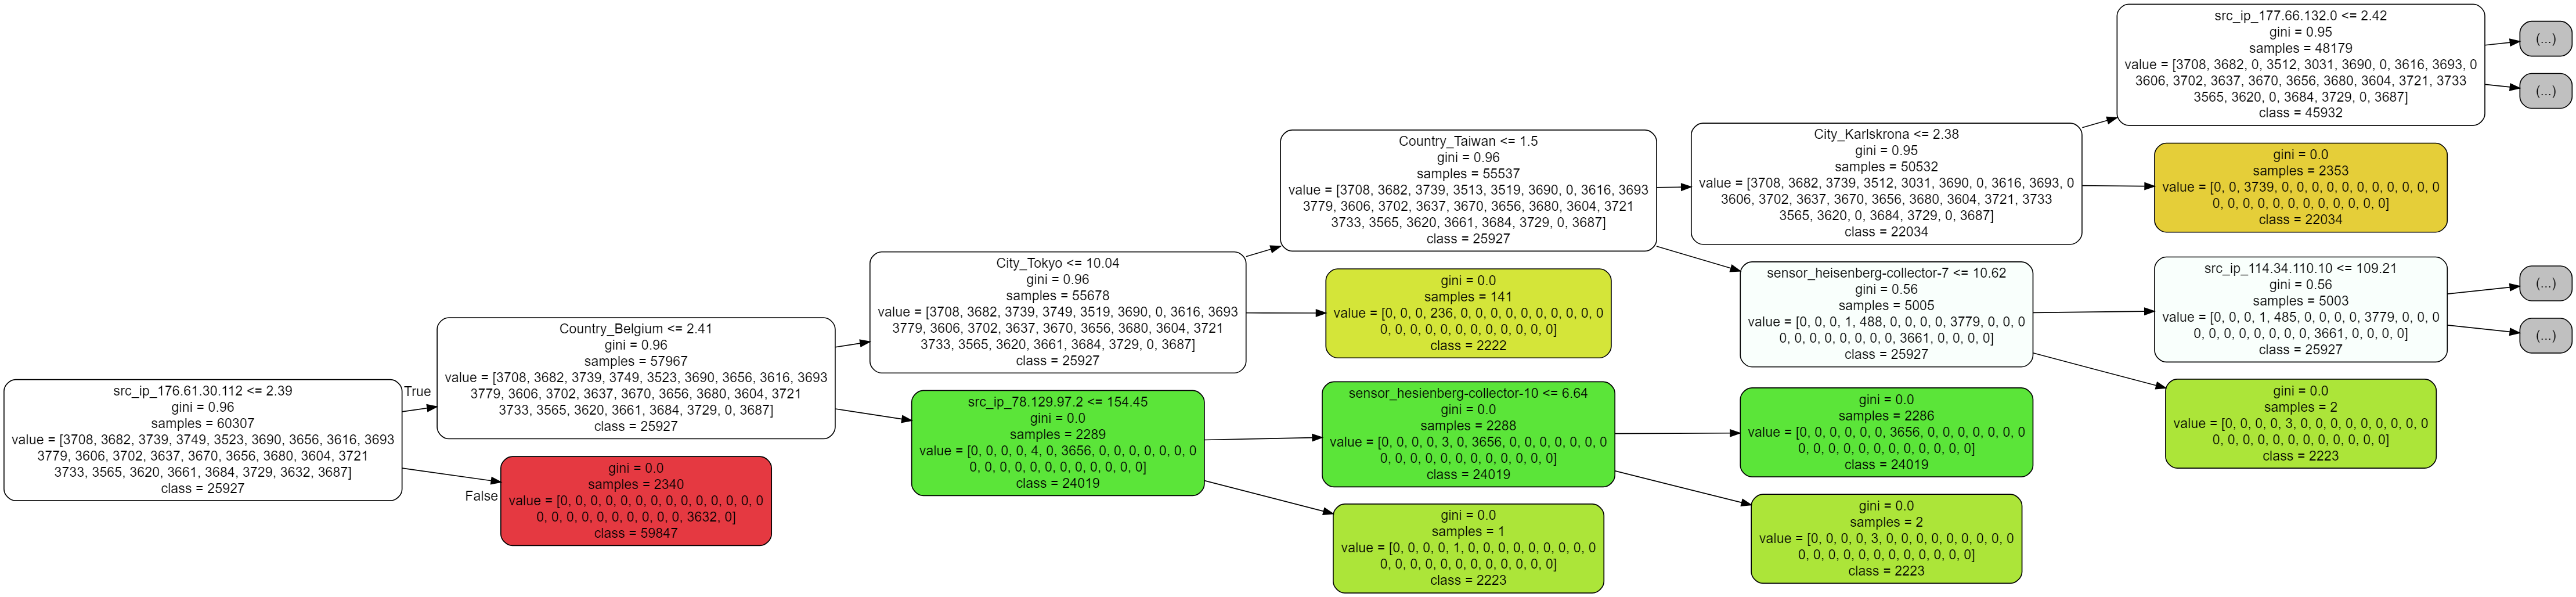 src_ip_176.61.30.112 <= 2.39
gini = 0.96
samples = 60307
value = [3708, 3682, 3739, 3749, 3523, 3690, 3656, 3616, 3693
3779, 3606, 3702, 3637, 3670, 3656, 3680, 3604, 3721
3733, 3565, 3620, 3661, 3684, 3729, 3632, 3687]
class = 25927
True
False
Country_Belgium <= 2.41
gini = 0.96
samples = 57967
value = [3708, 3682, 3739, 3749, 3523, 3690, 3656, 3616, 3693
3779, 3606, 3702, 3637, 3670, 3656, 3680, 3604, 3721
3733, 3565, 3620, 3661, 3684, 3729, 0, 3687]
class = 25927
gini = 0.0
samples = 2340
value = [0, 0, 0, 0, 0, 0, 0, 0, 0, 0, 0, 0, 0, 0
0, 0, 0, 0, 0, 0, 0, 0, 0, 0, 3632, 0]
class = 59847
City_Tokyo <= 10.04
gini = 0.96
samples = 55678
value = [3708, 3682, 3739, 3749, 3519, 3690, 0, 3616, 3693
3779, 3606, 3702, 3637, 3670, 3656, 3680, 3604, 3721
3733, 3565, 3620, 3661, 3684, 3729, 0, 3687]
class = 25927
src_ip_78.129.97.2 <= 154.45
gini = 0.0
samples = 2289
value = [0, 0, 0, 0, 4, 0, 3656, 0, 0, 0, 0, 0, 0, 0
0, 0, 0, 0, 0, 0, 0, 0, 0, 0, 0, 0]
class = 24019
Country_Taiwan <= 1.5
gini = 0.96
samples = 55537
value = [3708, 3682, 3739, 3513, 3519, 3690, 0, 3616, 3693
3779, 3606, 3702, 3637, 3670, 3656, 3680, 3604, 3721
3733, 3565, 3620, 3661, 3684, 3729, 0, 3687]
class = 25927
gini = 0.0
samples = 141
value = [0, 0, 0, 236, 0, 0, 0, 0, 0, 0, 0, 0, 0, 0
0, 0, 0, 0, 0, 0, 0, 0, 0, 0, 0, 0]
class = 2222
sensor_hesienberg-collector-10 <= 6.64
gini = 0.0
samples = 2288
value = [0, 0, 0, 0, 3, 0, 3656, 0, 0, 0, 0, 0, 0, 0
0, 0, 0, 0, 0, 0, 0, 0, 0, 0, 0, 0]
class = 24019
gini = 0.0
samples = 1
value = [0, 0, 0, 0, 1, 0, 0, 0, 0, 0, 0, 0, 0, 0
0, 0, 0, 0, 0, 0, 0, 0, 0, 0, 0, 0]
class = 2223
City_Karlskrona <= 2.38
gini = 0.95
samples = 50532
value = [3708, 3682, 3739, 3512, 3031, 3690, 0, 3616, 3693, 0
3606, 3702, 3637, 3670, 3656, 3680, 3604, 3721, 3733
3565, 3620, 0, 3684, 3729, 0, 3687]
class = 22034
sensor_heisenberg-collector-7 <= 10.62
gini = 0.56
samples = 5005
value = [0, 0, 0, 1, 488, 0, 0, 0, 0, 3779, 0, 0, 0
0, 0, 0, 0, 0, 0, 0, 0, 3661, 0, 0, 0, 0]
class = 25927
gini = 0.0
samples = 2286
value = [0, 0, 0, 0, 0, 0, 3656, 0, 0, 0, 0, 0, 0, 0
0, 0, 0, 0, 0, 0, 0, 0, 0, 0, 0, 0]
class = 24019
gini = 0.0
samples = 2
value = [0, 0, 0, 0, 3, 0, 0, 0, 0, 0, 0, 0, 0, 0
0, 0, 0, 0, 0, 0, 0, 0, 0, 0, 0, 0]
class = 2223
src_ip_177.66.132.0 <= 2.42
gini = 0.95
samples = 48179
value = [3708, 3682, 0, 3512, 3031, 3690, 0, 3616, 3693, 0
3606, 3702, 3637, 3670, 3656, 3680, 3604, 3721, 3733
3565, 3620, 0, 3684, 3729, 0, 3687]
class = 45932
gini = 0.0
samples = 2353
value = [0, 0, 3739, 0, 0, 0, 0, 0, 0, 0, 0, 0, 0, 0
0, 0, 0, 0, 0, 0, 0, 0, 0, 0, 0, 0]
class = 22034
src_ip_114.34.110.10 <= 109.21
gini = 0.56
samples = 5003
value = [0, 0, 0, 1, 485, 0, 0, 0, 0, 3779, 0, 0, 0
0, 0, 0, 0, 0, 0, 0, 0, 3661, 0, 0, 0, 0]
class = 25927
gini = 0.0
samples = 2
value = [0, 0, 0, 0, 3, 0, 0, 0, 0, 0, 0, 0, 0, 0
0, 0, 0, 0, 0, 0, 0, 0, 0, 0, 0, 0]
class = 2223
(...)
(...)
(...)
(...)